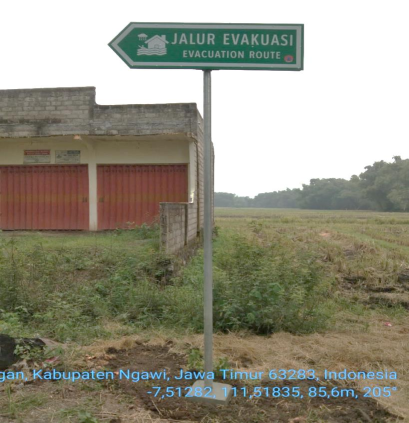 JALUR EVAKUASI
EVACUATION ROUTE
gan, Kabupaten Ngawi, Jawa Timur 63283, Indonesia
-7,51282, 111,51835, 85,6m, 205°